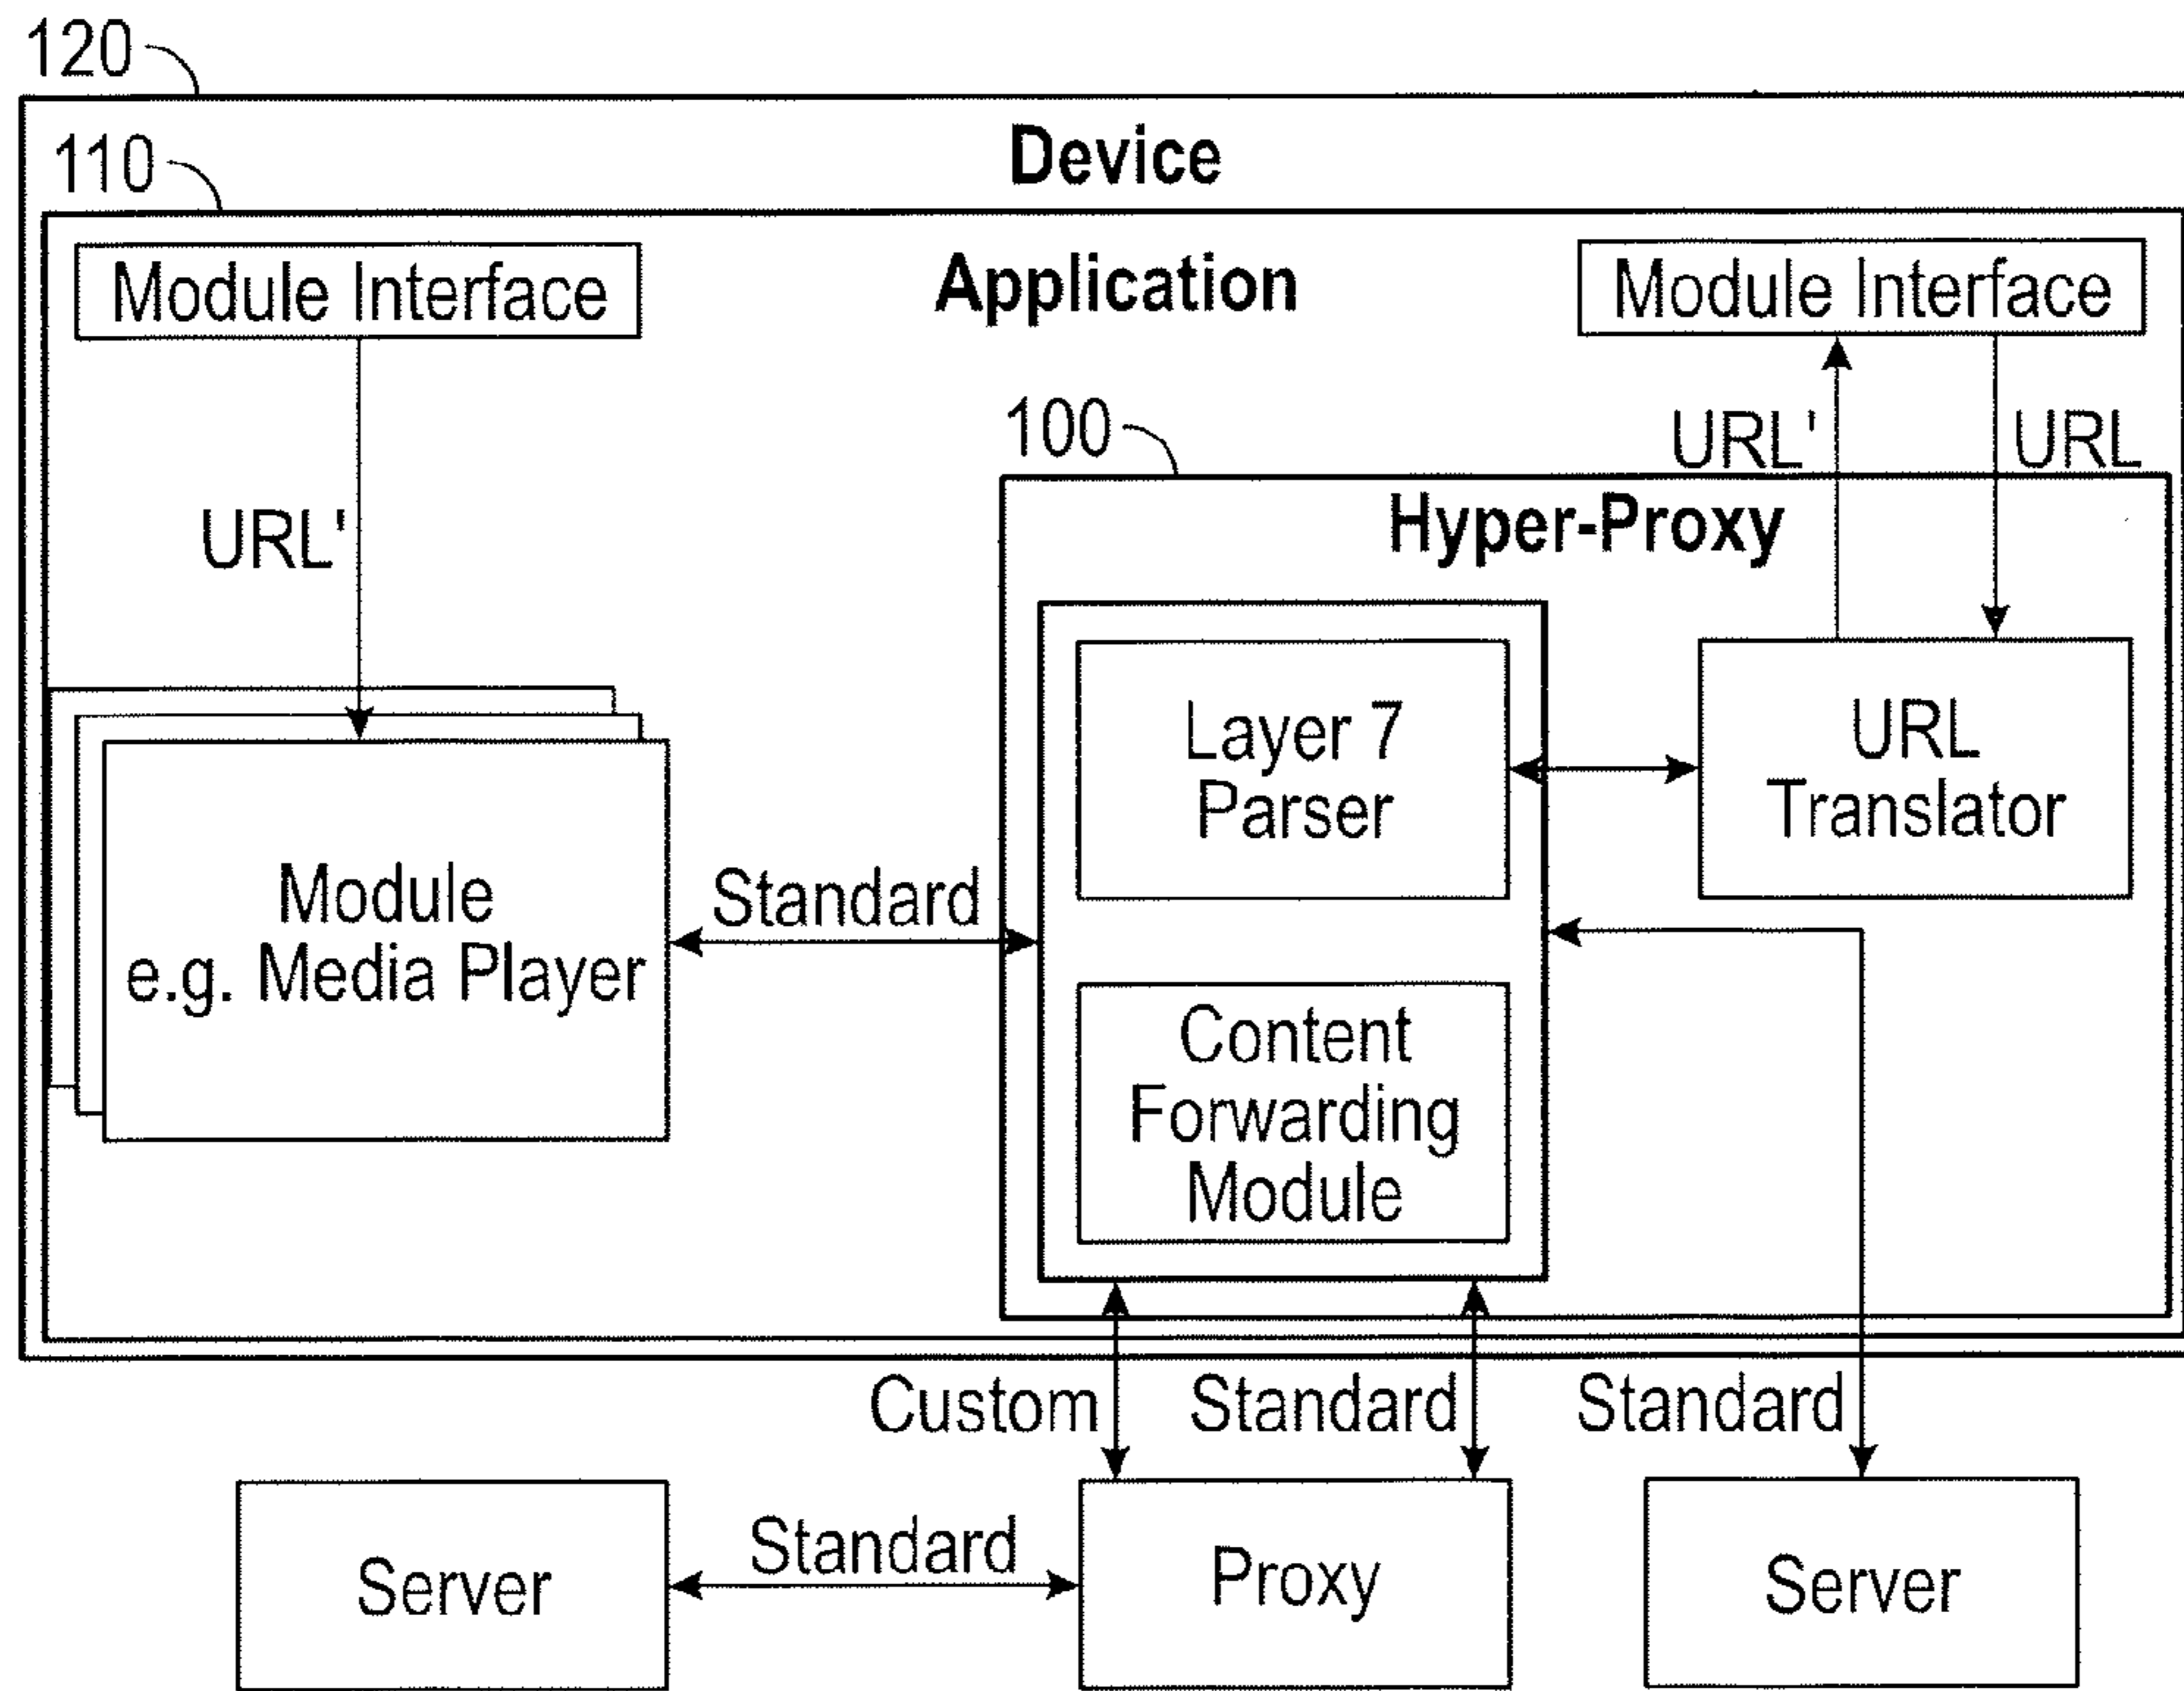 120
Device
110
Application
Module Interface
Module Interface
100
URL'
URL
Hyper-Proxy
URL'
Layer 7
Parser
URL
Translator
Module
e.g. Media Player
Standard
Content
Forwarding
Module
Custom
Standard
Standard
Server
Standard
Proxy
Server